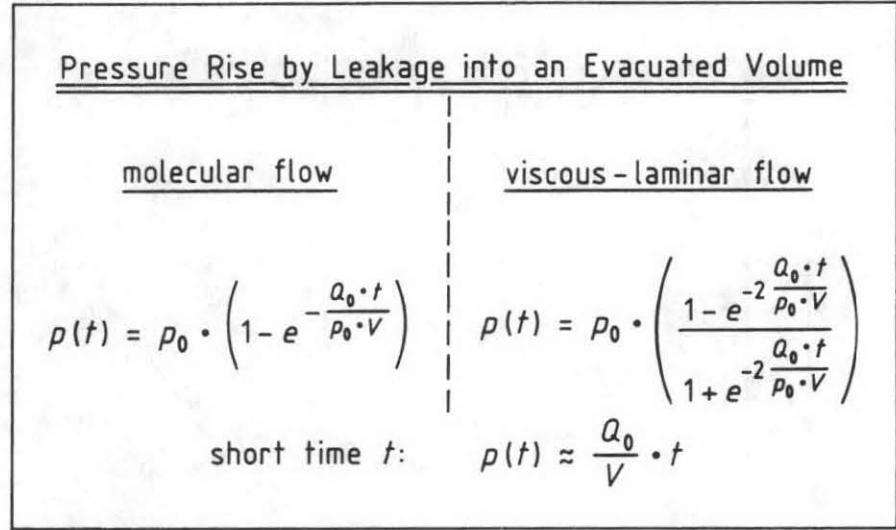 Pressure Rise by Leakage into an Evacuated Volume
molecular flow
p(t) = p₀ · (1 - e^(-(Q₀ · t)/(p₀ · V)))
viscous-laminar flow
p(t) = p₀ · ((1 - e^(-2 (Q₀ · t)/(p₀ · V)))/(1 + e^(-2 (Q₀ · t)/(p₀ · V))))
short time t: p(t) ≈ Q₀/V · t